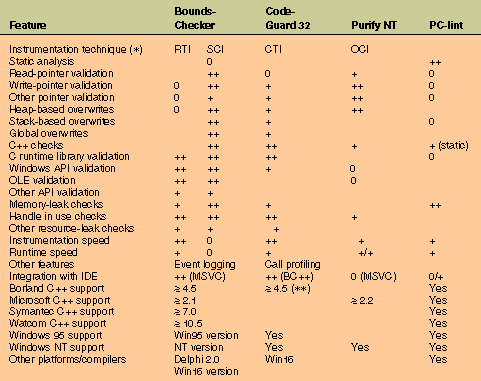 Bounds- Code-
Feature Checker Guard 32 Purify NT PC-lint
Instrumentation technique (*) RTI SCI CTI OCI
Static analysis 0 ++
Read-pointer validation ++ 0 + 0
Write-pointer validation 0 ++ + ++ 0
Other pointer validation 0 + + ++ 0
Heap-based overwrites 0 ++ + ++
Stack-based overwrites ++ + 0
Global overwrites ++ +
C++ checks ++ ++ + + (static)
C runtime library validation ++ ++ ++ 0
Windows API validation ++ ++ + 0
OLE validation ++ ++ 0
Other API validation + +
Memory-leak checks + ++ + ++
Handle in use checks ++ ++ ++ +
Other resource-leak checks + + +
Instrumentation speed ++ 0 ++ + +
Runtime speed + 0 + +/+ +
Other features Event logging Call profiling
Integration with IDE ++ (MSVC) ++ (BC++) 0 (MSVC) 0/+
Borland C++ support ≥ 4.5 ≥ 4.5 (**) Yes
Microsoft C++ support ≥ 2.1 ≥ 2.2 Yes
Symantec C++ support ≥ 7.0 Yes
Watcom C++ support ≥ 10.5 Yes
Windows 95 support Win95 version Yes Yes
Windows NT support NT version Yes Yes Yes
Other platforms/compilers Delphi 2.0 Win16 Yes
Win16 version